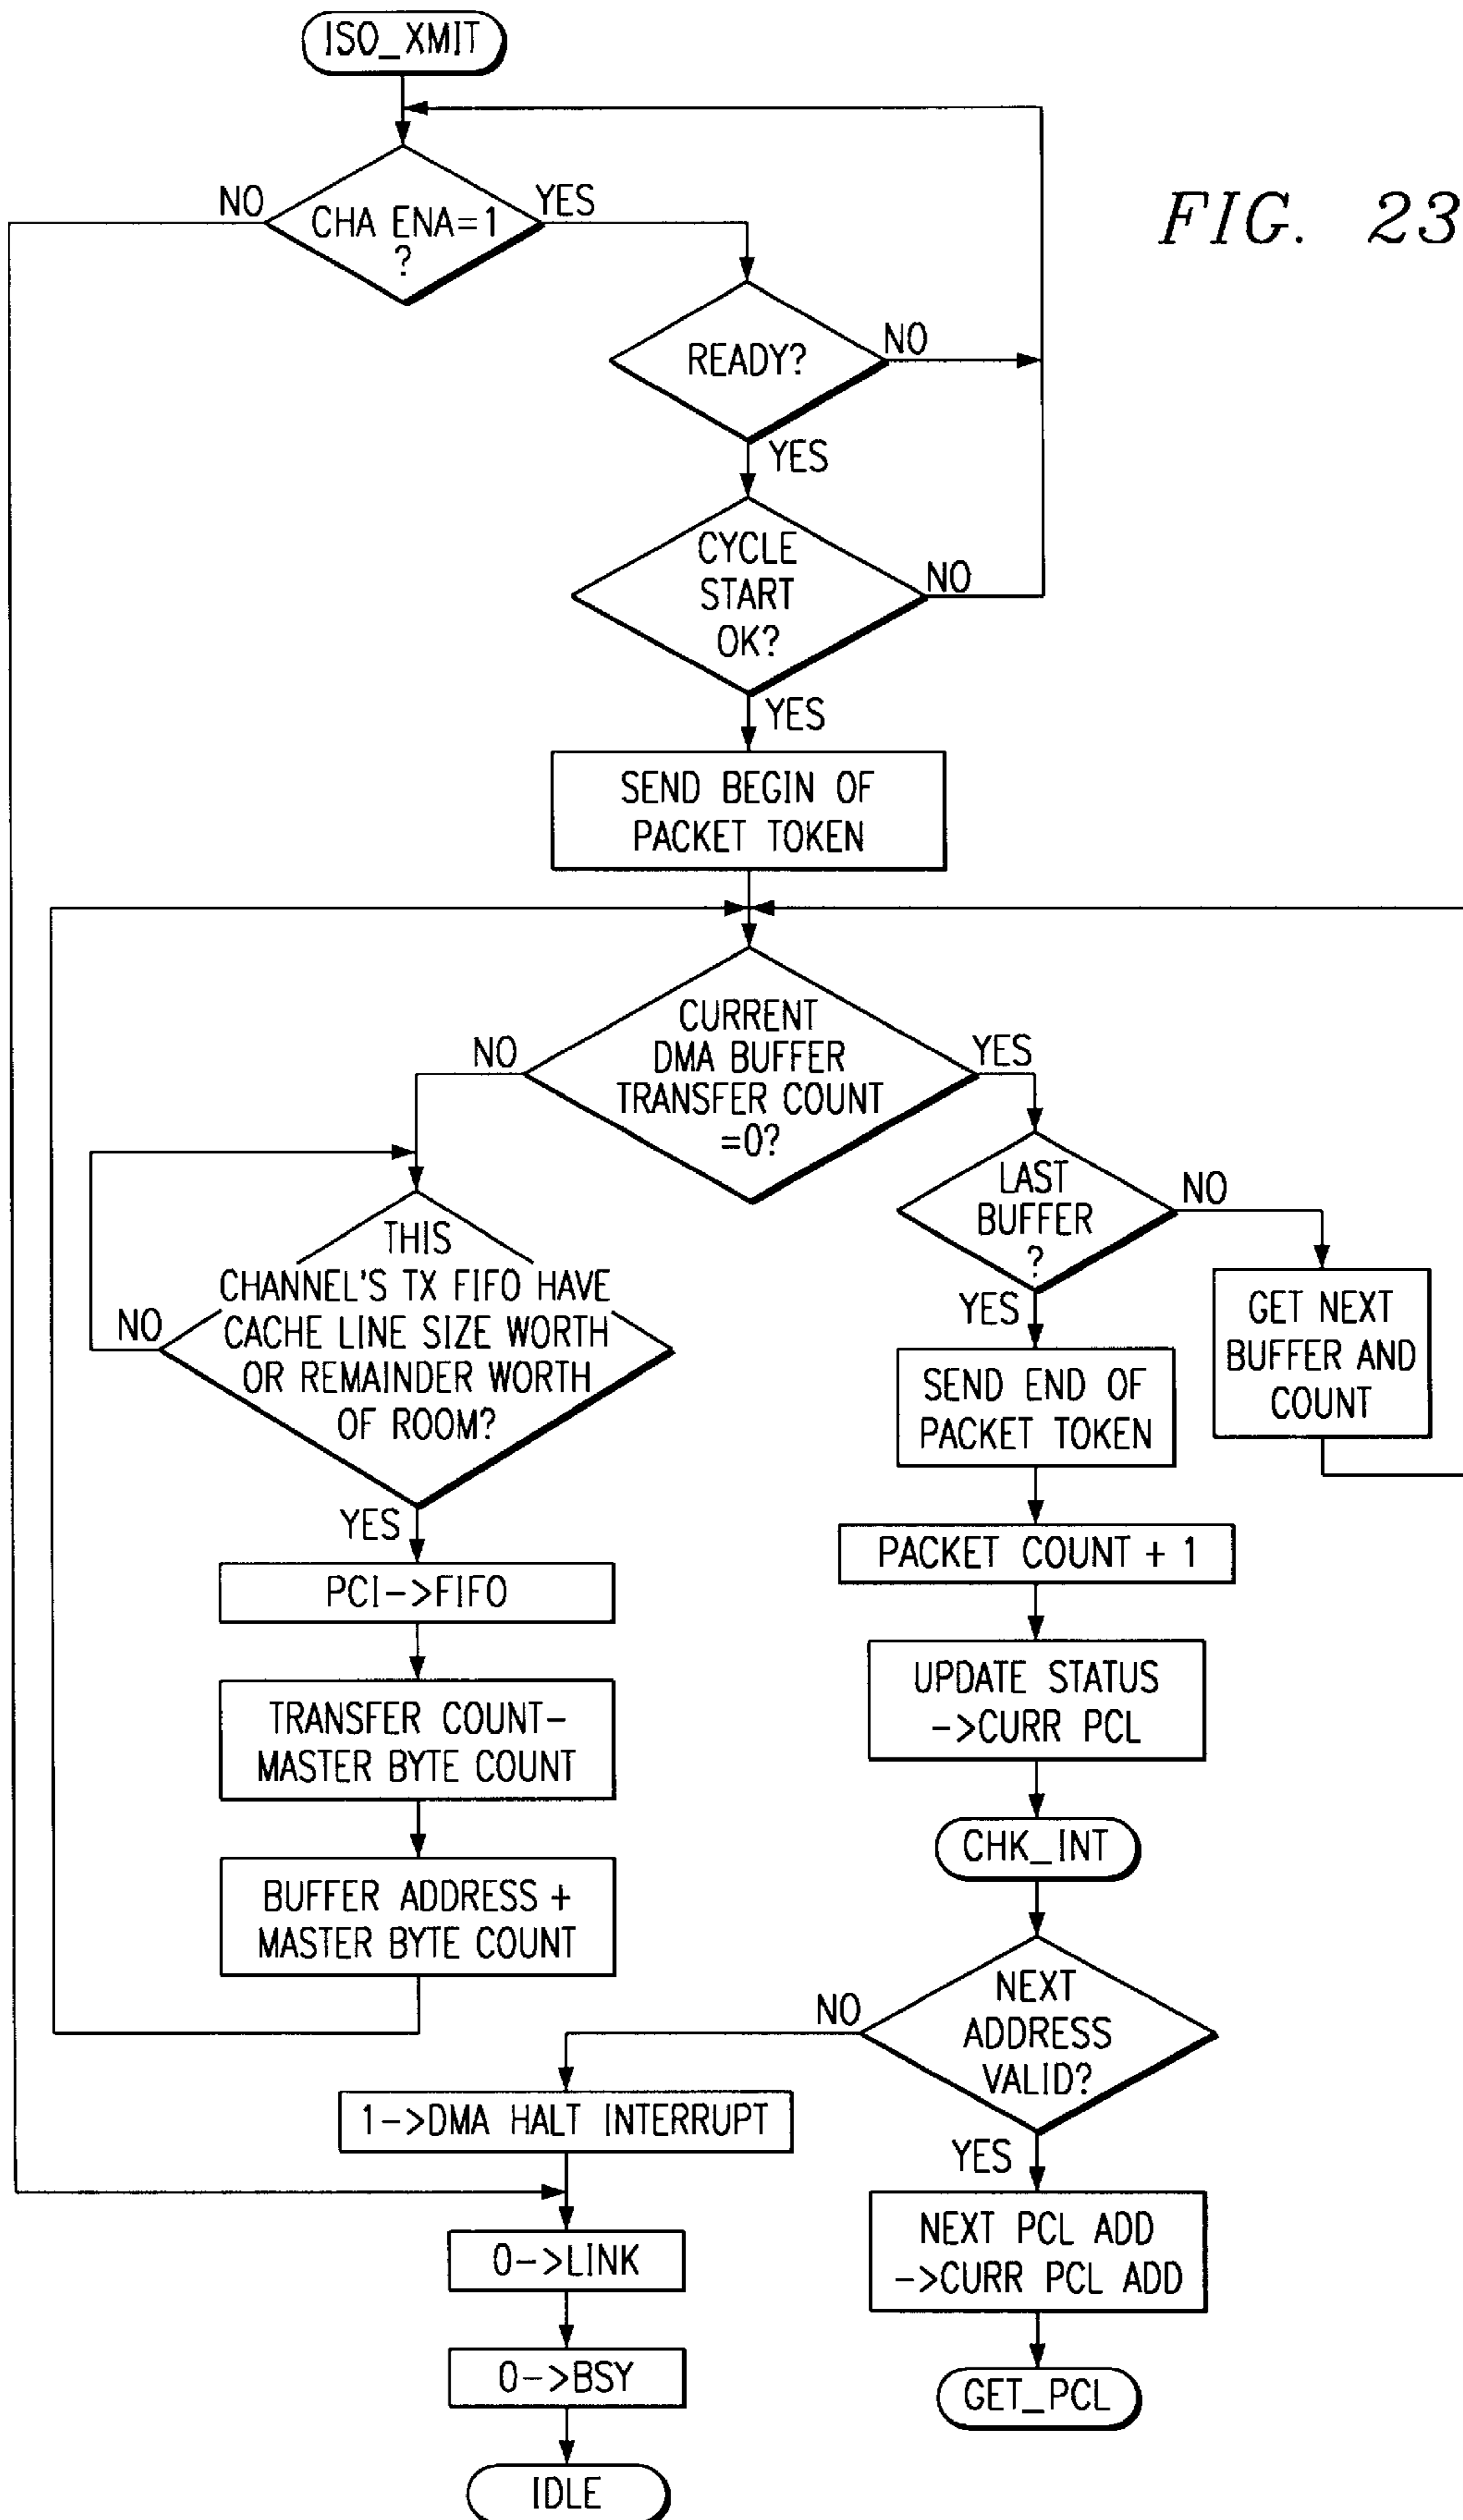 ISO_XMIT
FIG. 23
NO
CHA ENA=1
?
YES
READY?
NO
YES
CYCLE
START
OK?
NO
YES
SEND BEGIN OF
PACKET TOKEN
NO
CURRENT
DMA BUFFER
TRANSFER COUNT
=0?
YES
LAST
BUFFER
?
NO
YES
GET NEXT
BUFFER AND
COUNT
NO
THIS
CHANNEL'S TX FIFO HAVE
CACHE LINE SIZE WORTH
OR REMAINDER WORTH
OF ROOM?
YES
SEND END OF
PACKET TOKEN
PACKET COUNT + 1
PCI->FIFO
UPDATE STATUS
->CURR PCL
TRANSFER COUNT-
MASTER BYTE COUNT
CHK_INT
BUFFER ADDRESS +
MASTER BYTE COUNT
NO
NEXT
ADDRESS
VALID?
YES
1->DMA HALT INTERRUPT
NEXT PCL ADD
->CURR PCL ADD
0->LINK
0->BSY
GET_PCL
IDLE